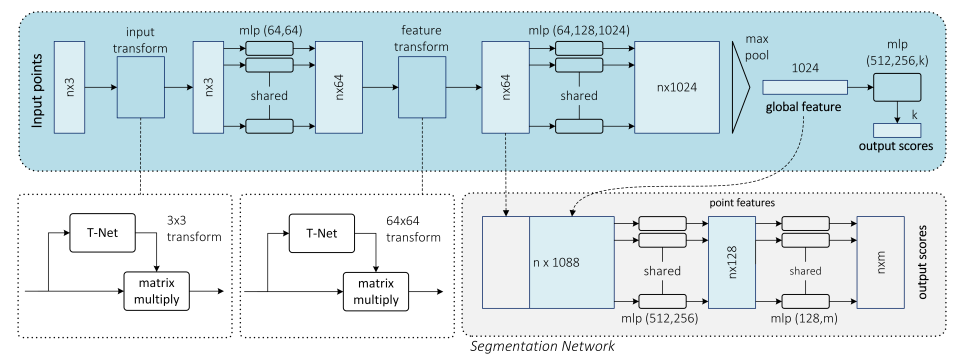 Input points
nx3
input
transform
nx3
mlp (64,64)
shared
nx64
feature
transform
nx64
mlp (64,128,1024)
shared
nx1024
max
pool
1024
global feature
mlp
(512,256,k)
k
output scores
T-Net
3x3
transform
matrix
multiply
T-Net
64x64
transform
matrix
multiply
point features
n x 1088
shared
mlp (512,256)
nx128
shared
mlp (128,m)
nxm
output scores
Segmentation Network